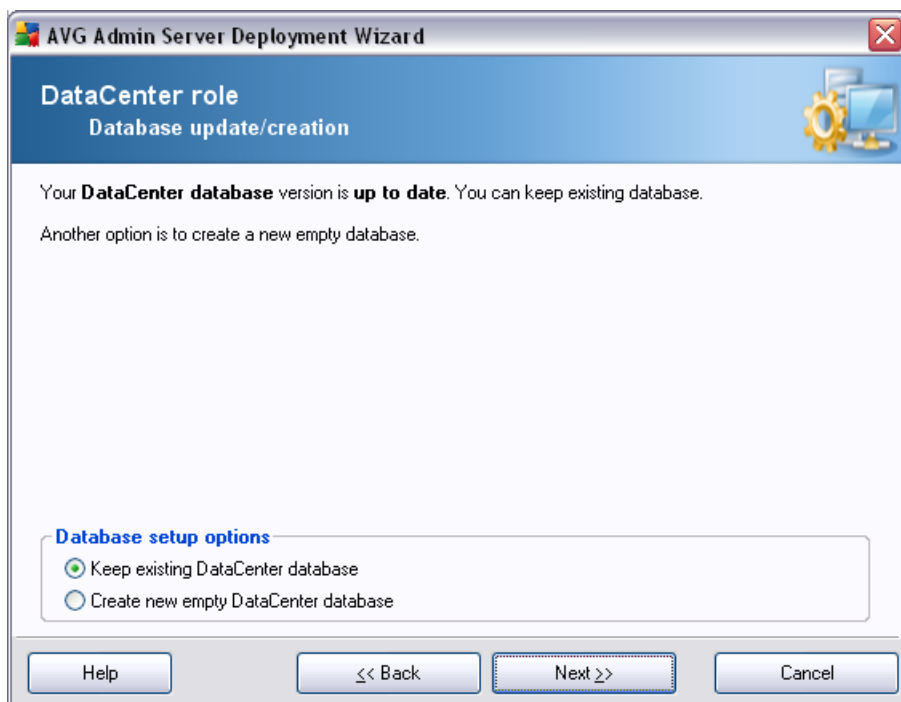 AVG Admin Server Deployment Wizard
DataCenter role
Database update/creation
Your DataCenter database version is up to date. You can keep existing database.
Another option is to create a new empty database.
Database setup options
Keep existing DataCenter database
Create new empty DataCenter database
Help
<< Back
Next >>
Cancel